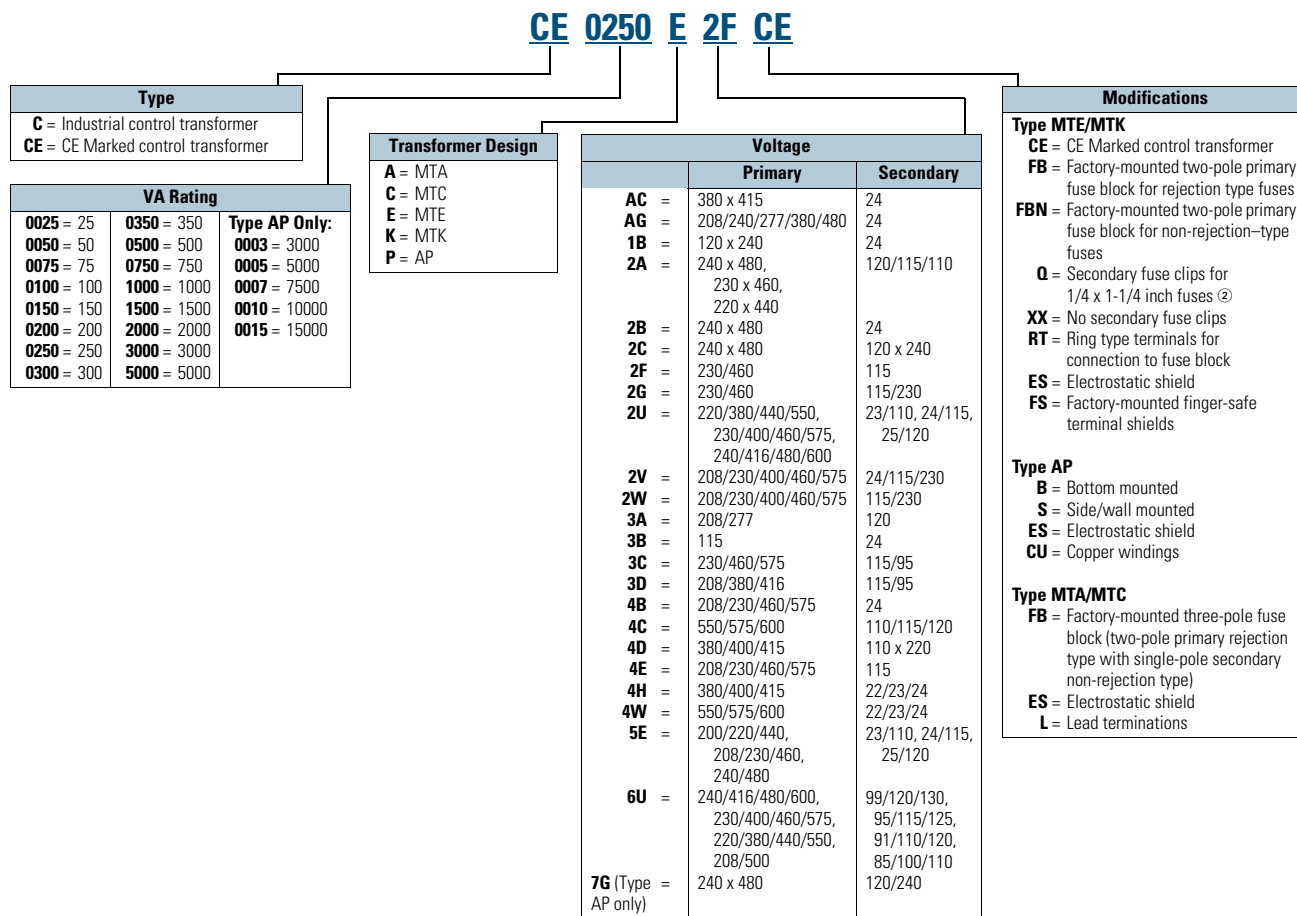 CE 0250 E 2F CE
Type
C = Industrial control transformer
CE = CE Marked control transformer
VA Rating
0025 = 25
0050 = 50
0075 = 75
0100 = 100
0150 = 150
0200 = 200
0250 = 250
0300 = 300
0350 = 350
0500 = 500
0750 = 750
1000 = 1000
1500 = 1500
2000 = 2000
3000 = 3000
5000 = 5000
Type AP Only:
0003 = 3000
0005 = 5000
0007 = 7500
0010 = 10000
0015 = 15000
Transformer Design
A = MTA
C = MTC
E = MTE
K = MTK
P = AP
Voltage
Primary Secondary
AC = 380 x 415 24
AG = 208/240/277/380/480 24
1B = 120 x 240 24
2A = 240 x 480, 120/115/110
230 x 460,
220 x 440
2B = 240 x 480 24
2C = 240 x 480 120 x 240
2F = 230/460 115
2G = 230/460 115/230
2U = 220/380/440/550, 23/110, 24/115,
230/400/460/575, 25/120
240/416/480/600
2V = 208/230/400/460/575 24/115/230
2W = 208/230/400/460/575 115/230
3A = 208/277 120
3B = 115 24
3C = 230/460/575 115/95
3D = 208/380/416 115/95
4B = 208/230/460/575 24
4C = 550/575/600 110/115/120
4D = 380/400/415 110 x 220
4E = 208/230/460/575 115
4H = 380/400/415 22/23/24
4W = 550/575/600 22/23/24
5E = 200/220/440, 23/110, 24/115,
208/230/460, 25/120
240/480
6U = 240/416/480/600, 99/120/130,
230/400/460/575, 95/115/125,
220/380/440/550, 91/110/120,
208/500 85/100/110
7G (Type = 240 x 480 120/240
AP only)
Modifications
Type MTE/MTK
CE = CE Marked control transformer
FB = Factory-mounted two-pole primary
fuse block for rejection type fuses
FBN = Factory-mounted two-pole primary
fuse block for non-rejection–type
fuses
Q = Secondary fuse clips for
1/4 x 1-1/4 inch fuses ②
XX = No secondary fuse clips
RT = Ring type terminals for
connection to fuse block
ES = Electrostatic shield
FS = Factory-mounted finger-safe
terminal shields
Type AP
B = Bottom mounted
S = Side/wall mounted
ES = Electrostatic shield
CU = Copper windings
Type MTA/MTC
FB = Factory-mounted three-pole fuse
block (two-pole primary rejection
type with single-pole secondary
non-rejection type)
ES = Electrostatic shield
L = Lead terminations